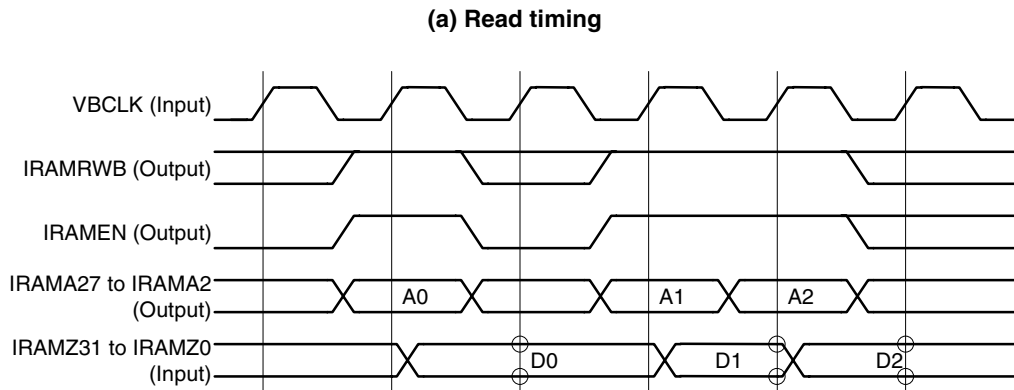 (a) Read timing
VBCLK (Input)
IRAMRWB (Output)
IRAMEN (Output)
IRAMA27 to IRAMA2
(Output)
A0
A1
A2
IRAMZ31 to IRAMZ0
(Input)
D0
D1
D2